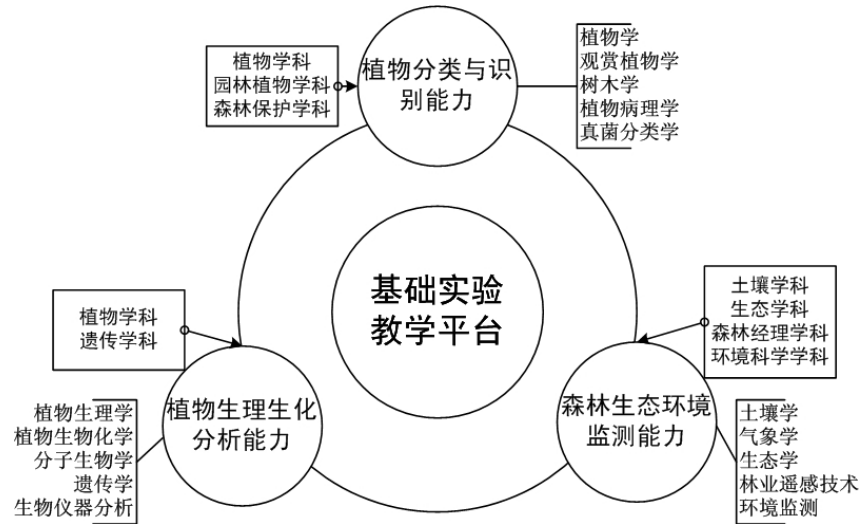 植物学科
园林植物学科
森林保护学科
植物分类与识
别能力
植物学
观赏植物学
树木学
植物病理学
真菌分类学
基础实验
教学平台
植物学科
遗传学科
植物生理生化
分析能力
植物生理学
植物生物化学
分子生物学
遗传学
生物仪器分析
土壤学科
生态学科
森林经理学科
环境科学学科
森林生态环境
监测能力
土壤学
气象学
生态学
林业遥感技术
环境监测